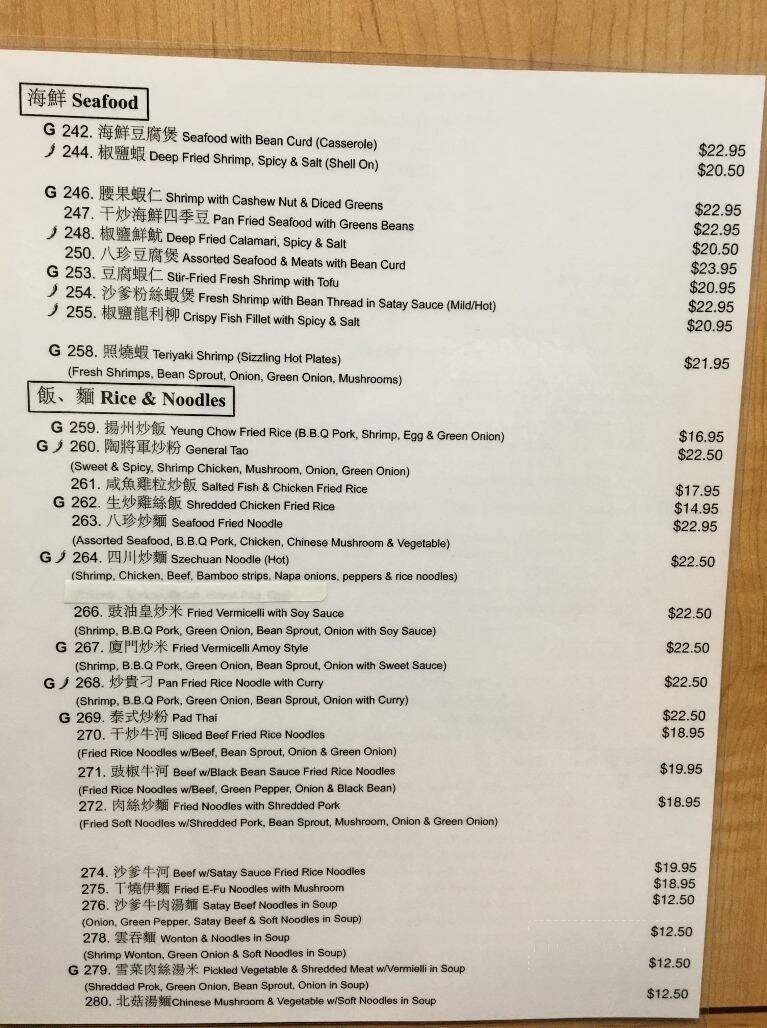 海鮮 Seafood
G 242. 海鮮豆腐煲 Seafood with Bean Curd (Casserole) $22.95
244. 椒鹽蝦 Deep Fried Shrimp, Spicy & Salt (Shell On) $20.50
G 246. 腰果蝦仁 Shrimp with Cashew Nut & Diced Greens $22.95
247. 干炒海鮮四季豆 Pan Fried Seafood with Greens Beans $22.95
248. 椒鹽鮮魷 Deep Fried Calamari, Spicy & Salt $20.50
250. 八珍豆腐煲 Assorted Seafood & Meats with Bean Curd $23.95
G 253. 豆腐蝦仁 Stir-Fried Fresh Shrimp with Tofu $20.95
254. 沙爹粉絲蝦煲 Fresh Shrimp with Bean Thread in Satay Sauce (Mild/Hot) $22.95
255. 椒鹽龍利柳 Crispy Fish Fillet with Spicy & Salt $20.95
G 258. 照燒蝦 Teriyaki Shrimp (Sizzling Hot Plates) $21.95
(Fresh Shrimps, Bean Sprout, Onion, Green Onion, Mushrooms)
飯、麵 Rice & Noodles
G 259. 揚州炒飯 Yeung Chow Fried Rice (B.B.Q Pork, Shrimp, Egg & Green Onion) $16.95
G 260. 陶將軍炒粉 General Tao $22.50
(Sweet & Spicy, Shrimp Chicken, Mushroom, Onion, Green Onion)
261. 咸魚雞粒炒飯 Salted Fish & Chicken Fried Rice $17.95
G 262. 生炒雞絲飯 Shredded Chicken Fried Rice $14.95
263. 八珍炒麵 Seafood Fried Noodle $22.95
(Assorted Seafood, B.B.Q Pork, Chicken, Chinese Mushroom & Vegetable)
G 264. 四川炒麵 Szechuan Noodle (Hot) $22.50
(Shrimp, Chicken, Beef, Bamboo strips, Napa onions, peppers & rice noodles)
266. 豉油皇炒米 Fried Vermicelli with Soy Sauce $22.50
(Shrimp, B.B.Q Pork, Green Onion, Bean Sprout, Onion with Soy Sauce)
G 267. 廈門炒米 Fried Vermicelli Amoy Style $22.50
(Shrimp, B.B.Q Pork, Green Onion, Bean Sprout, Onion with Sweet Sauce)
G 268. 炒貴刁 Pan Fried Rice Noodle with Curry $22.50
(Shrimp, B.B.Q Pork, Green Onion, Bean Sprout, Onion with Curry)
G 269. 泰式炒粉 Pad Thai $22.50
270. 干炒牛河 Sliced Beef Fried Rice Noodles $18.95
(Fried Rice Noodles w/Beef, Bean Sprout, Onion & Green Onion)
271. 豉椒牛河 Beef w/Black Bean Sauce Fried Rice Noodles $19.95
(Fried Rice Noodles w/Beef, Green Pepper, Onion & Black Bean)
272. 肉絲炒麵 Fried Noodles with Shredded Pork $18.95
(Fried Soft Noodles w/Shredded Pork, Bean Sprout, Mushroom, Onion & Green Onion)
274. 沙爹牛河 Beef w/Satay Sauce Fried Rice Noodles $19.95
275. 丁燒伊麵 Fried E-Fu Noodles with Mushroom $18.95
276. 沙爹牛肉湯麵 Satay Beef Noodles in Soup $12.50
(Onion, Green Pepper, Satay Beef & Soft Noodles in Soup)
278. 雲吞麵 Wonton & Noodles in Soup $12.50
(Shrimp Wonton, Green Onion & Soft Noodles in Soup)
G 279. 雪菜肉絲湯米 Pickled Vegetable & Shredded Meat w/Vermielli in Soup $12.50
(Shredded Prok, Green Onion, Bean Sprout, Onion in Soup)
280. 北菇湯麵Chinese Mushroom & Vegetable w/Soft Noodles in Soup $12.50